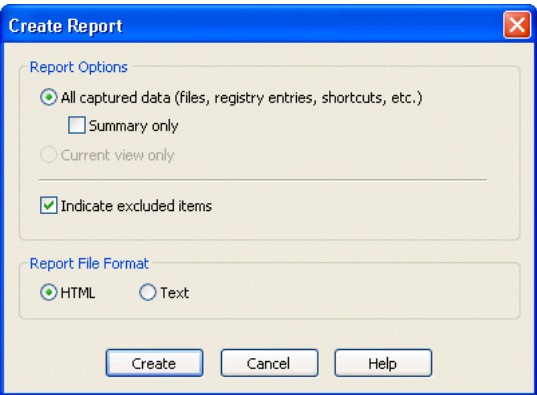 Create Report
Report Options
All captured data (files, registry entries, shortcuts, etc.)
Summary only
Current view only
Indicate excluded items
Report File Format
HTML Text
Create Cancel Help